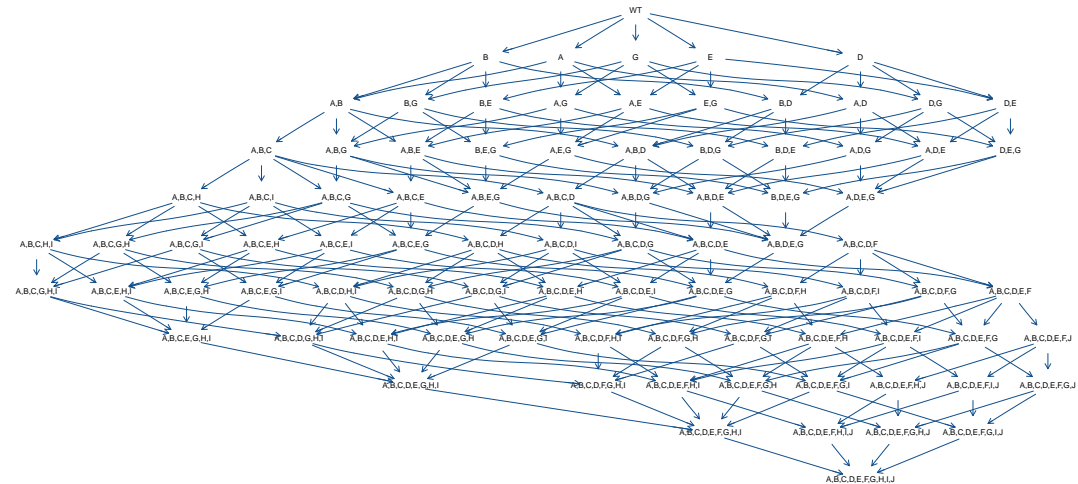 WT
B A G E D
A,B B,G B,E A,G A,E E,G B,D A,D D,G D,E
A,B,C A,B,G A,B,E B,E,G A,E,G A,B,D B,D,G B,D,E A,D,G A,D,E D,E,G
A,B,C,H A,B,C,I A,B,C,G A,B,C,E A,B,E,G A,B,C,D A,B,D,G A,B,D,E B,D,E,G A,D,E,G
A,B,C,H,I A,B,C,G,H A,B,C,G,I A,B,C,E,H A,B,C,E,I A,B,C,E,G A,B,C,D,H A,B,C,D,I A,B,C,D,G A,B,C,D,E A,B,D,E,G A,B,C,D,F
A,B,C,G,H,I A,B,C,E,H,I A,B,C,E,G,H A,B,C,E,G,I A,B,C,D,H,I A,B,C,D,G,H A,B,C,D,G,I A,B,C,D,E,H A,B,C,D,E,I A,B,C,D,E,G A,B,C,D,F,H A,B,C,D,F,I A,B,C,D,F,G A,B,C,D,E,F
A,B,C,E,G,H,I A,B,C,D,G,H,I A,B,C,D,E,H,I A,B,C,D,E,G,H A,B,C,D,E,G,I A,B,C,D,F,H,I A,B,C,D,F,G,H A,B,C,D,F,G,I A,B,C,D,E,F,H A,B,C,D,E,F,I A,B,C,D,E,F,G A,B,C,D,E,F,J
A,B,C,D,E,G,H,I A,B,C,D,F,G,H,I A,B,C,D,E,F,H,I A,B,C,D,E,F,G,H A,B,C,D,E,F,G,I A,B,C,D,E,F,H,J A,B,C,D,E,F,I,J A,B,C,D,E,F,G,J
A,B,C,D,E,F,G,H,I A,B,C,D,E,F,H,I,J A,B,C,D,E,F,G,H,J A,B,C,D,E,F,G,I,J
A,B,C,D,E,F,G,H,I,J